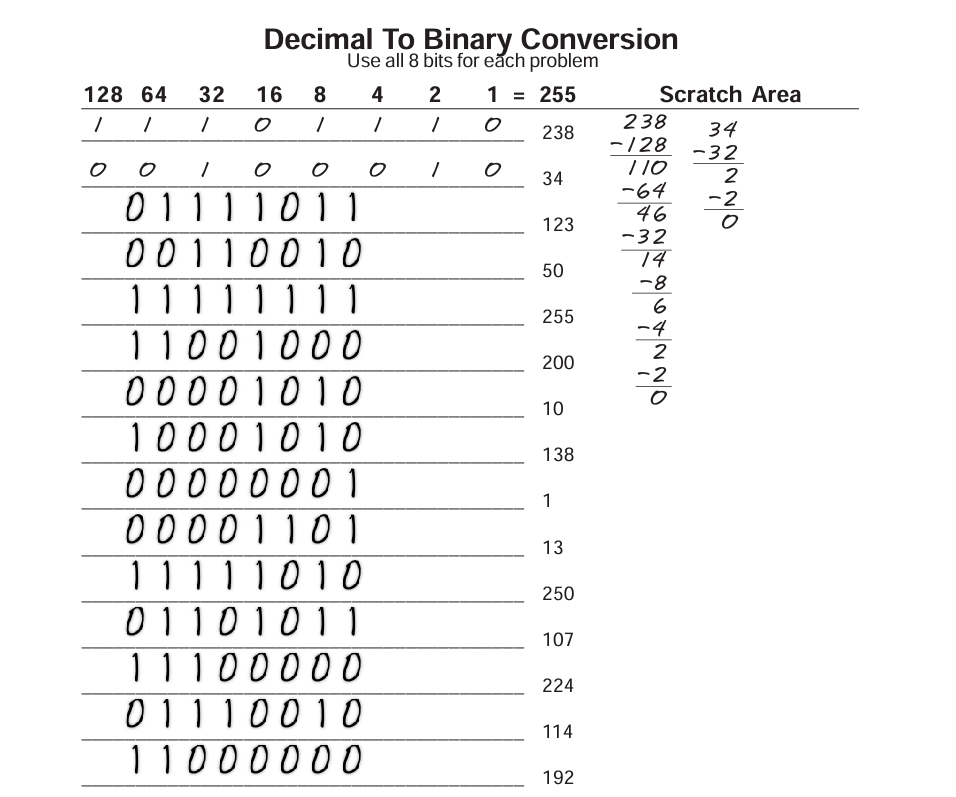 Decimal To Binary Conversion
Use all 8 bits for each problem
128 64 32 16 8 4 2 1 = 255 Scratch Area
1 1 1 0 1 1 1 0 238
0 0 1 0 0 0 1 0 34
0 1 1 1 1 0 1 1 123
0 0 1 1 0 0 1 0 50
1 1 1 1 1 1 1 1 255
1 1 0 0 1 0 0 0 200
0 0 0 0 1 0 1 0 10
1 0 0 0 1 0 1 0 138
0 0 0 0 0 0 0 1 1
0 0 0 0 1 1 0 1 13
1 1 1 1 1 0 1 0 250
0 1 1 0 1 0 1 1 107
1 1 1 0 0 0 0 0 224
0 1 1 1 0 0 1 0 114
1 1 0 0 0 0 0 0 192
238
-128
110
-64
46
-32
14
-8
6
-4
2
-2
0
34
-32
2
-2
0